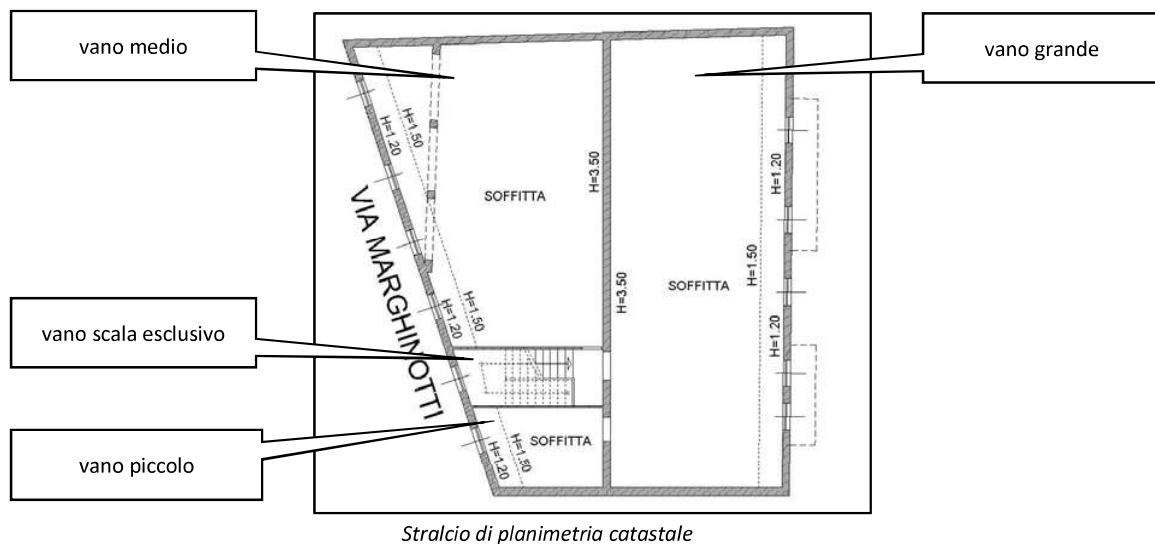 vano medio
vano grande
H=1.50
H=1.20
H=3.50
H=1.20
SOFFITTA
VIA MARGHINOTTI
H=1.50
SOFFITTA
H=3.50
H=1.50
H=1.20
H=1.20
vano scala esclusivo
SOFFITTA
H=1.50
H=1.20
vano piccolo
Stralcio di planimetria catastale